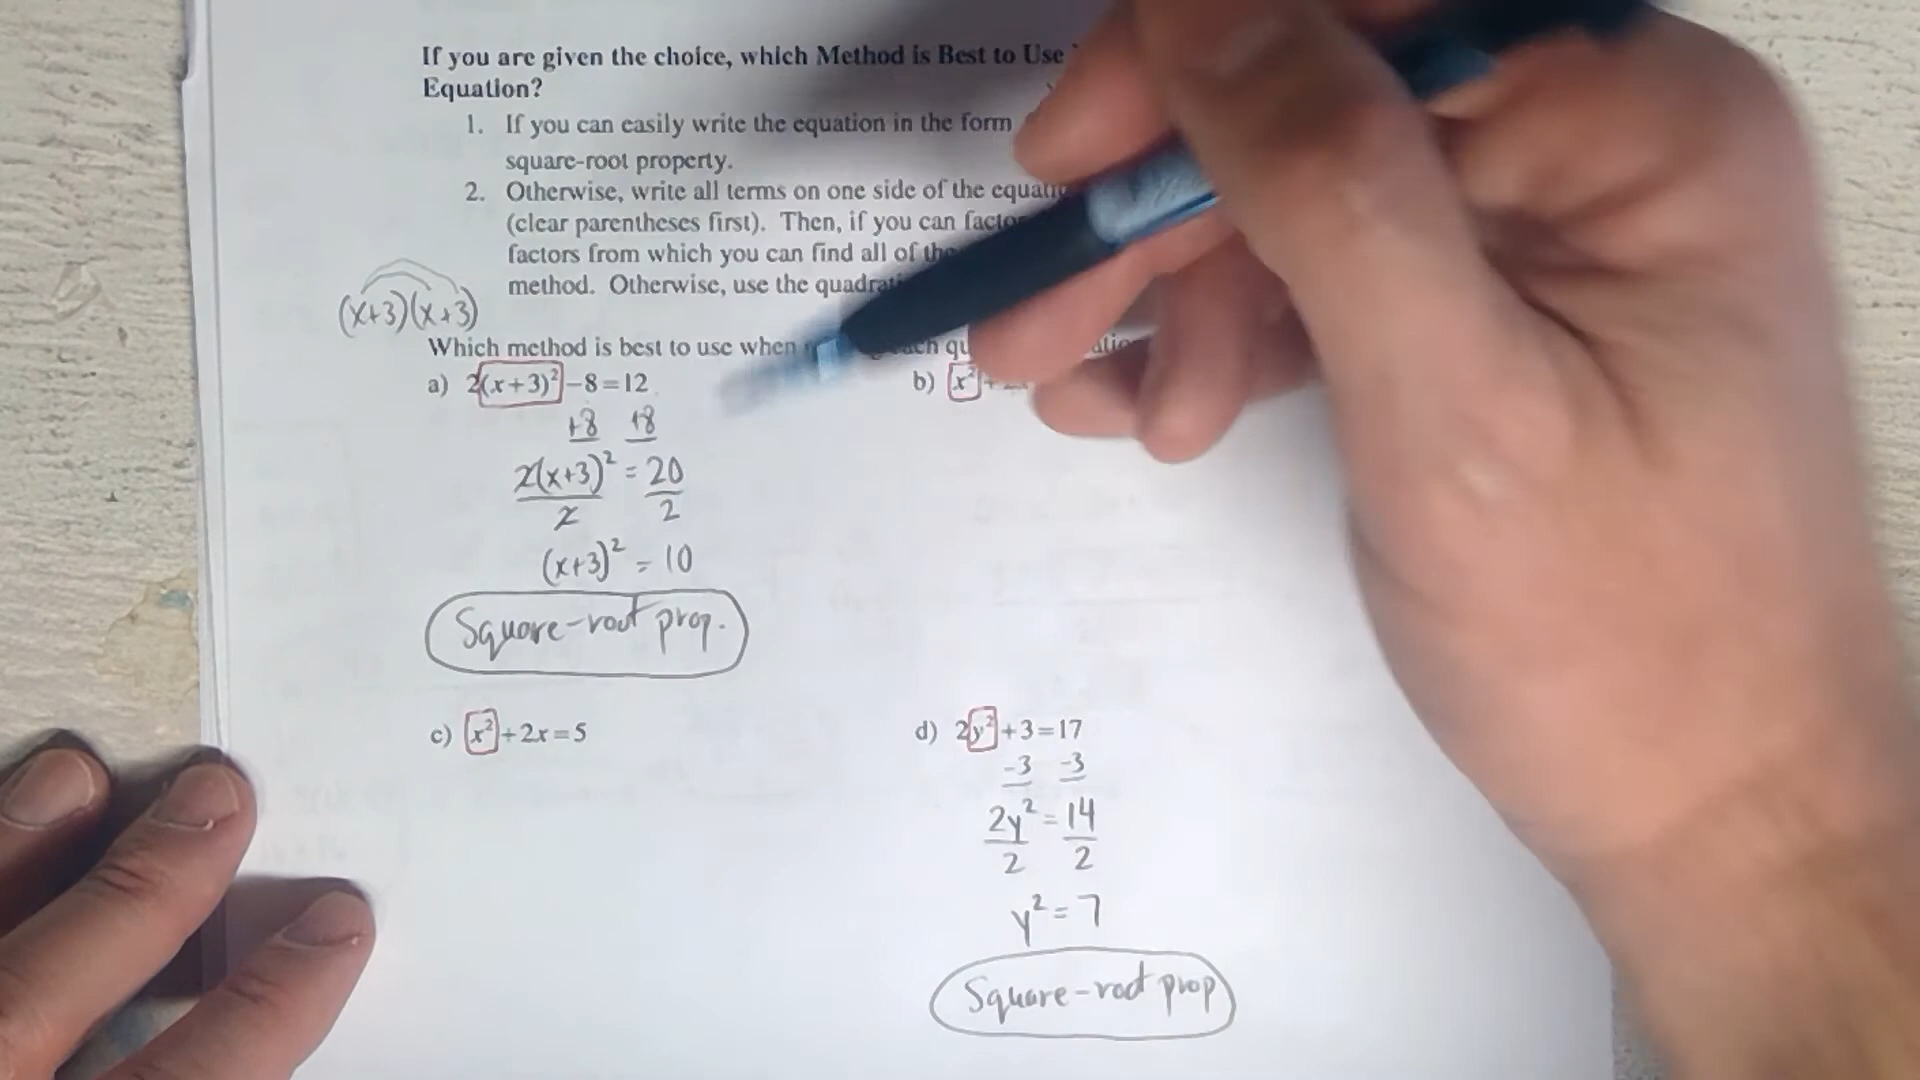 If you are given the choice, which Method is Best to Use
Equation?
1. If you can easily write the equation in the form
square-root property.
2. Otherwise, write all terms on one side of the
(clear parentheses first). Then, if you can
factors from which you can find all of
method. Otherwise, use the
(x+3)(x+3)
Which method is best to use when
a) 2(x+3)²−8=12
b) x²+
+8 +8
2(x+3)² = 20
2 2
(x+3)² = 10
Square-root prop.
c) x²+2x=5
d) 2y²+3=17
-3 -3
2y² = 14
2 2
y² = 7
Square-root prop